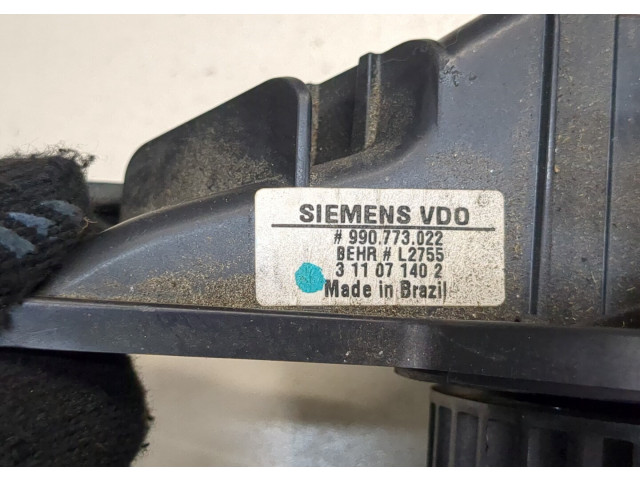 SIEMENS VDO
# 990.773.022
BEHR # L2755
3 11 07 140 2
Made in Brazil